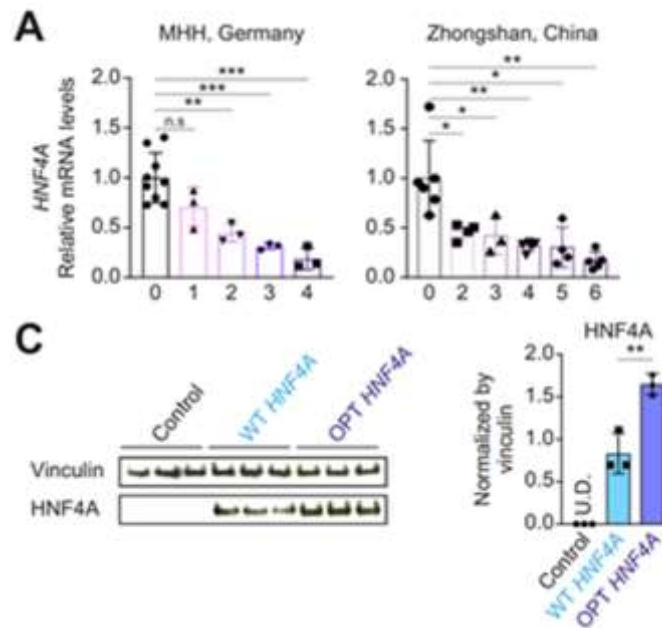 A
MHH, Germany
Zhongshan, China
HNF4A
Relative mRNA levels
2.0
1.5
1.0
0.5
0.0
***
***
**
n.s
0 1 2 3 4
2.0
1.5
1.0
0.5
0.0
**
*
**
*
*
0 2 3 4 5 6
C
Control
WT HNF4A
OPT HNF4A
Vinculin
HNF4A
HNF4A
**
Normalized by
vinculin
2.0
1.5
1.0
0.5
0.0
U.D.
Control
WT HNF4A
OPT HNF4A